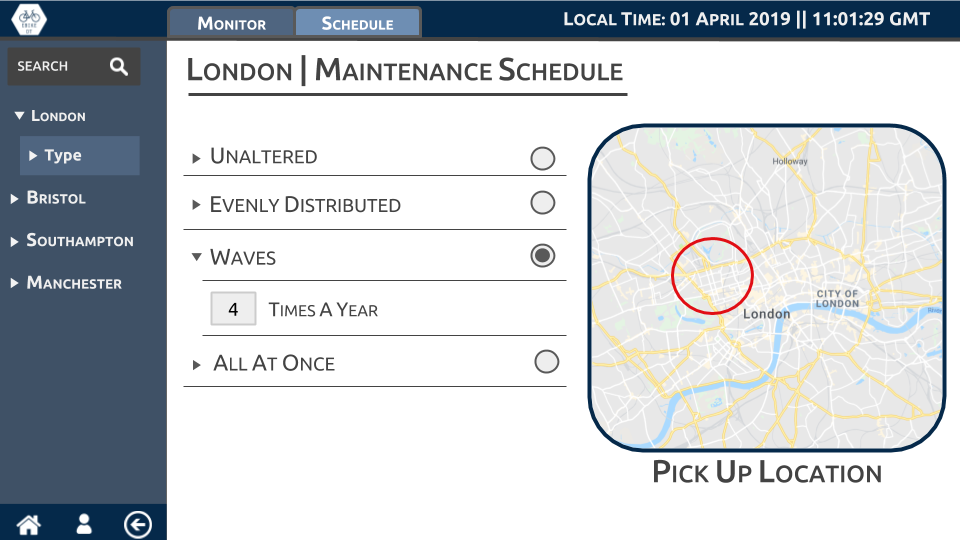 EBIKE
DT
Monitor
Schedule
Local Time: 01 April 2019 || 11:01:29 GMT
SEARCH
London
Type
Bristol
Southampton
Manchester
London | Maintenance Schedule
Unaltered
Evenly Distributed
Waves
4 Times A Year
All At Once
Holloway
CITY OF
LONDON
London
Pick Up Location